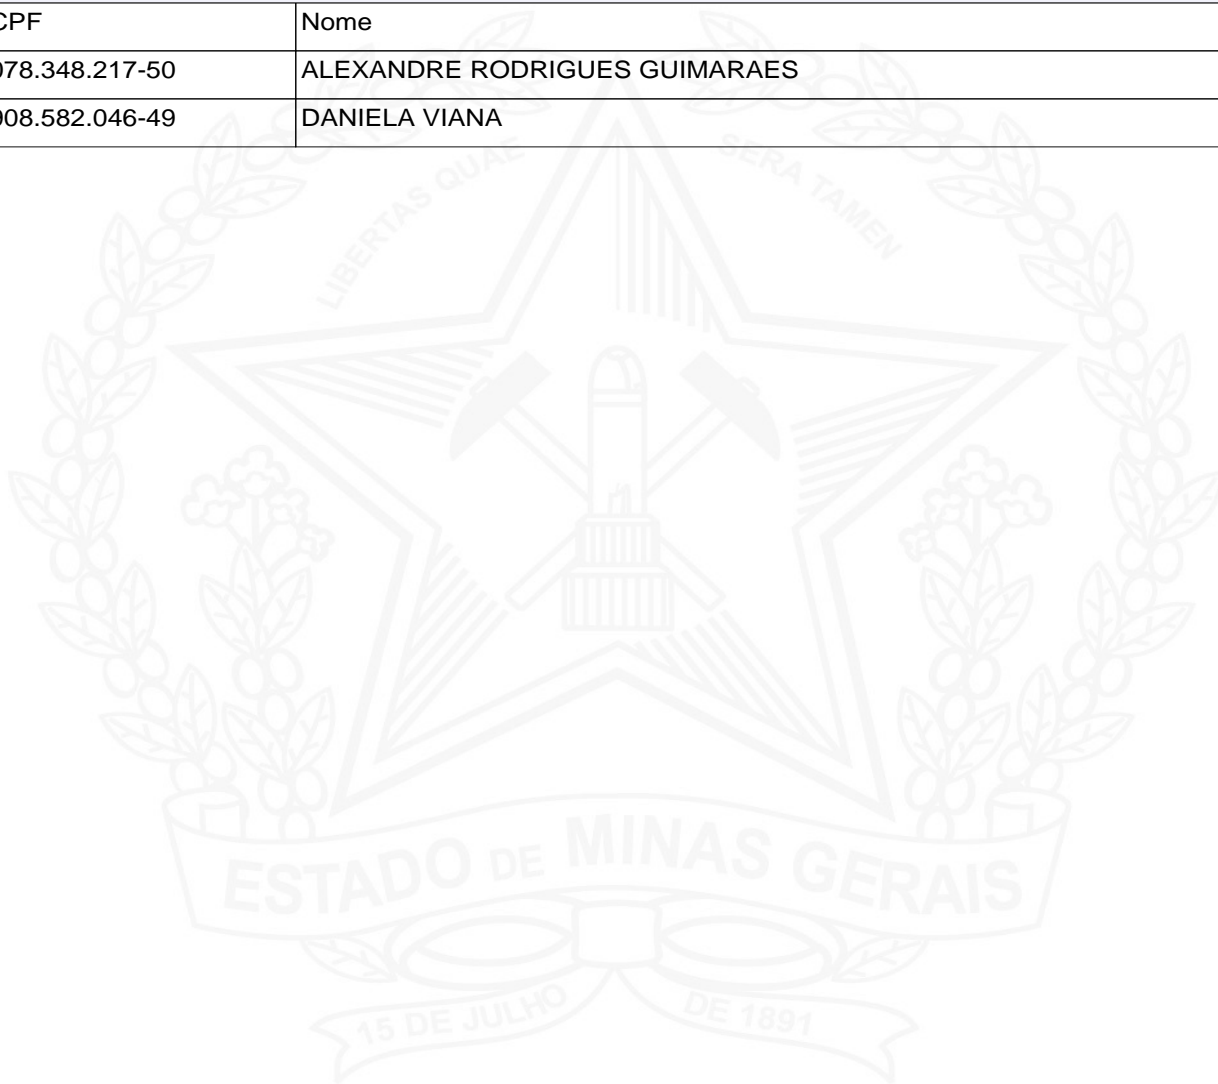 CPF Nome
078.348.217-50 ALEXANDRE RODRIGUES GUIMARAES
908.582.046-49 DANIELA VIANA
LIBERTAS QUAE SERA TAMEN
ESTADO DE MINAS GERAIS
15 DE JULHO DE 1891